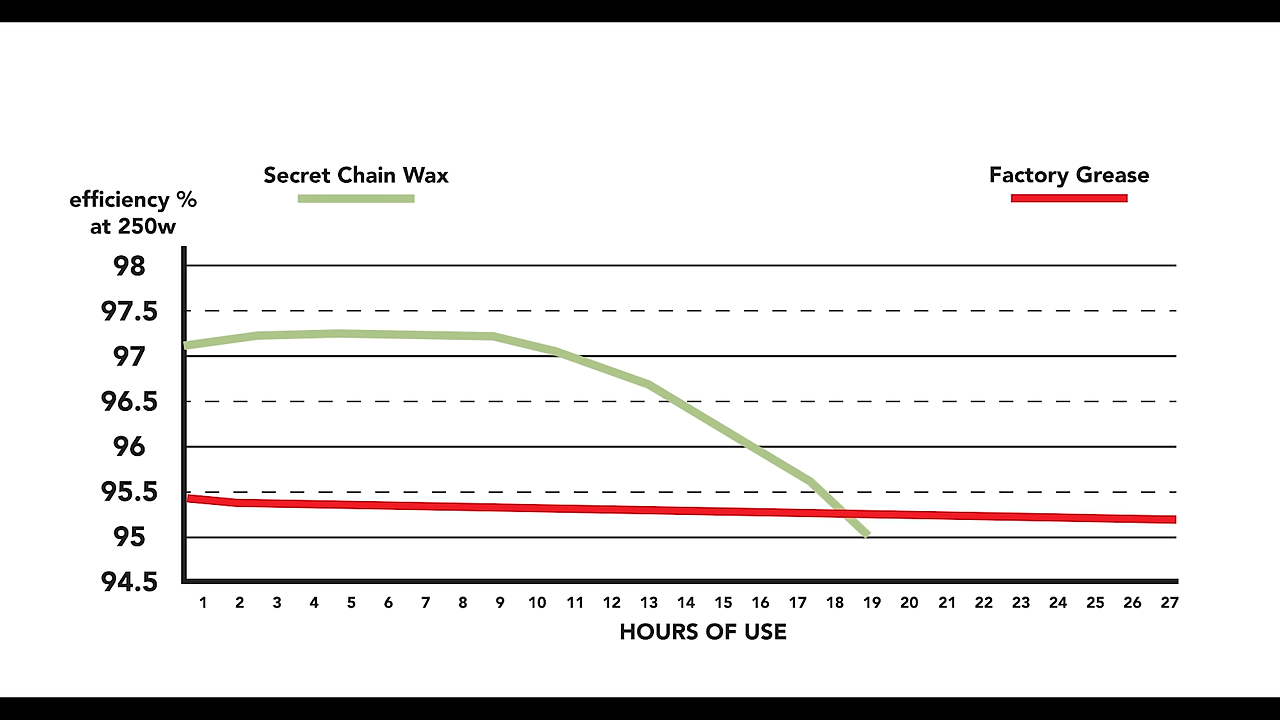 Secret Chain Wax
Factory Grease
efficiency %
at 250w
98
97.5
97
96.5
96
95.5
95
94.5
1 2 3 4 5 6 7 8 9 10 11 12 13 14 15 16 17 18 19 20 21 22 23 24 25 26 27
HOURS OF USE